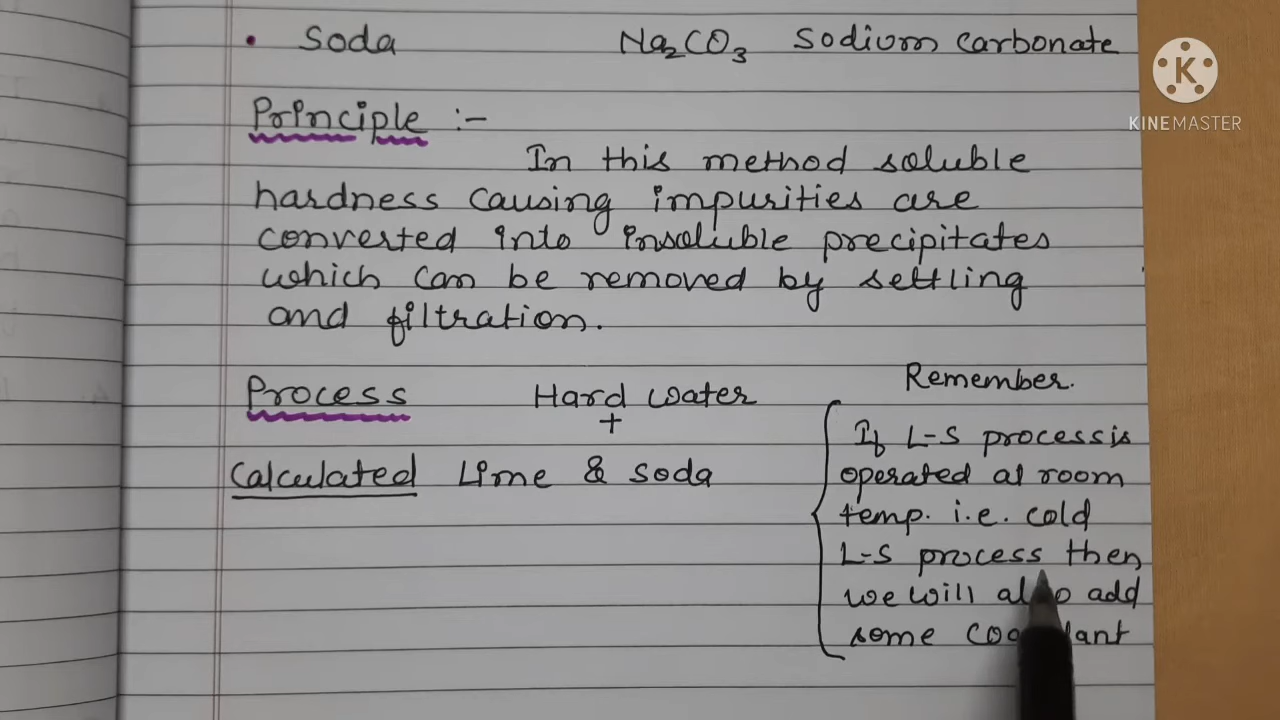 • Soda Na₂CO₃ Sodium carbonate
Principle :-
In this method soluble
hardness causing impurities are
converted into insoluble precipitates
which can be removed by settling
and filtration.
Process Hard water
+
Calculated Lime & soda
Remember.
If L-S process is
operated at room
temp. i.e. cold
L-S process then
we will also add
some
K
KINEMASTER